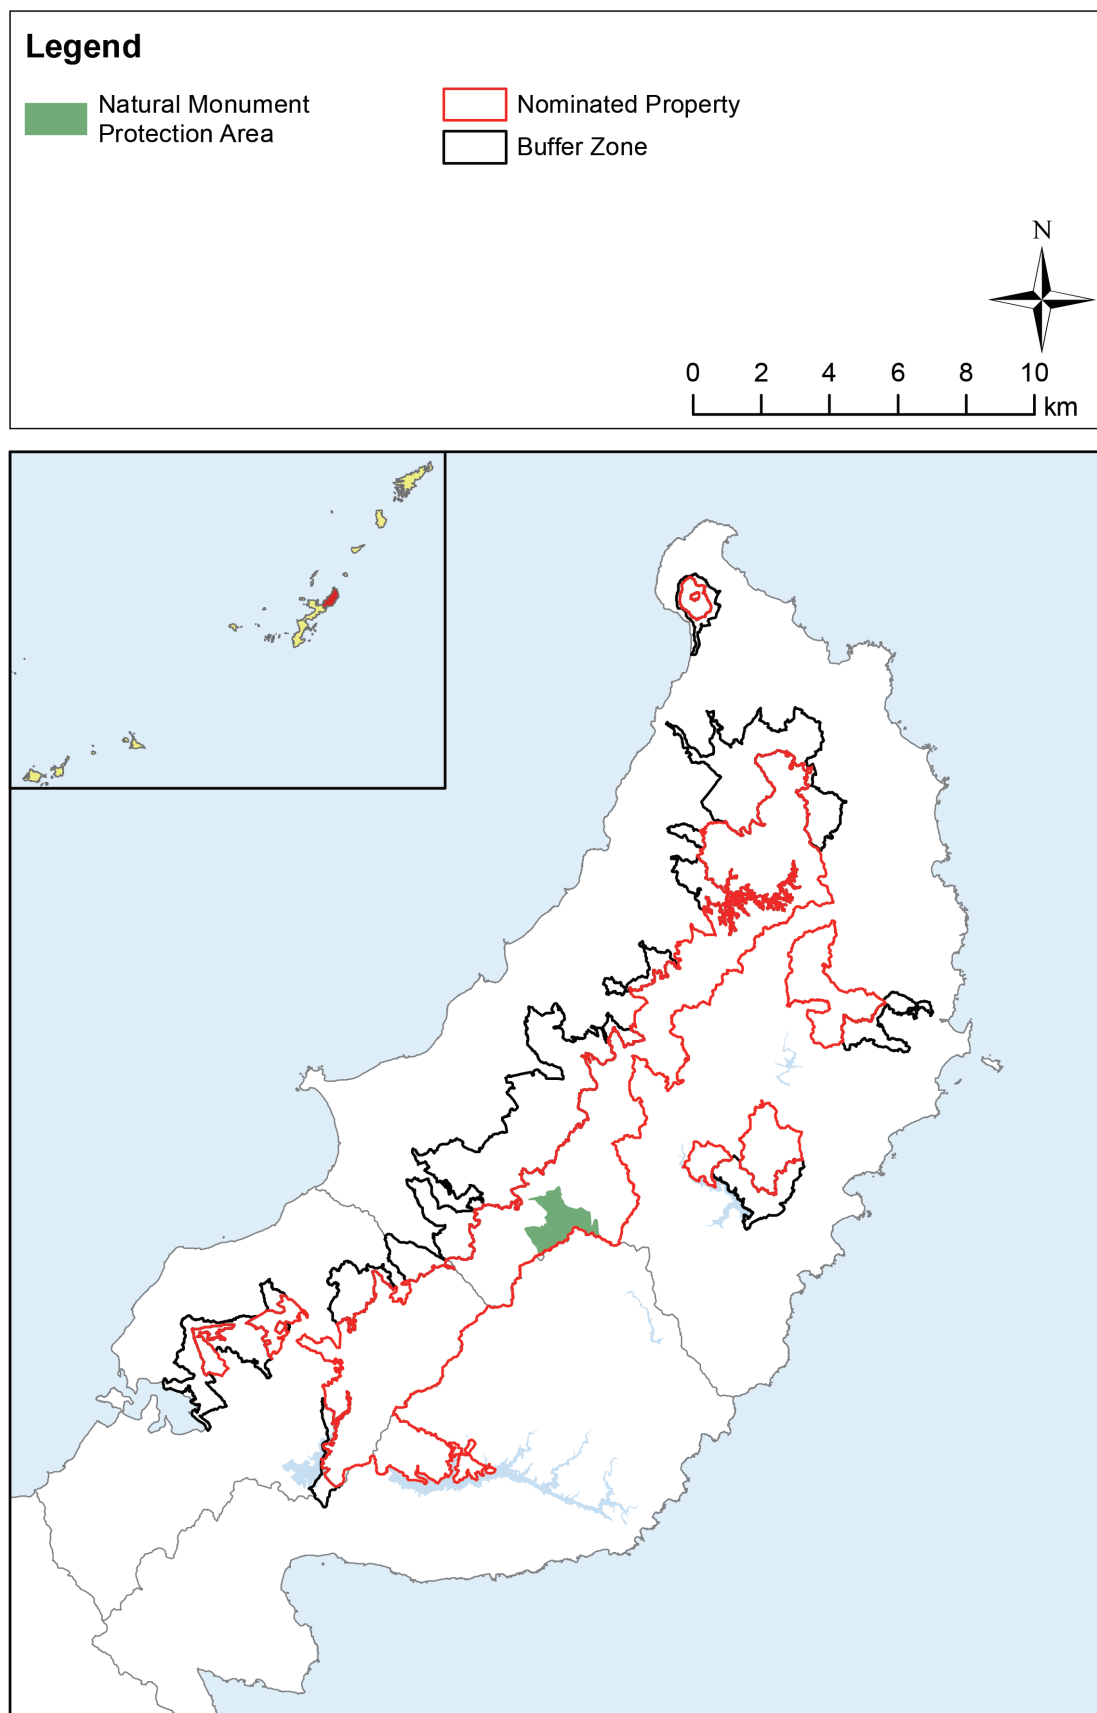 Legend
Natural Monument
Protection Area
Nominated Property
Buffer Zone
N
0 2 4 6 8 10
km